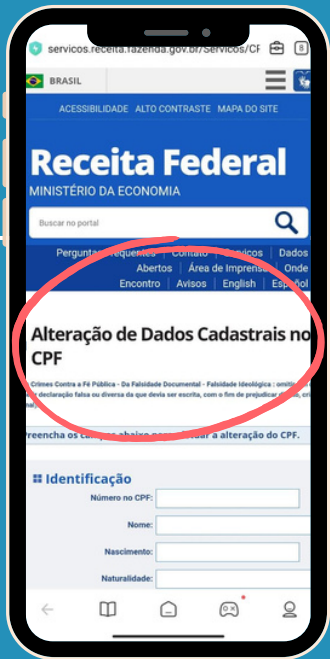 servicos.receita.fazenda.gov.br/Servicos/CF
8
BRASIL
ACESSIBILIDADE ALTO CONTRASTE MAPA DO SITE
Receita Federal
MINISTÉRIO DA ECONOMIA
Buscar no portal
Perguntas Frequentes | Contato | Serviços | Dados
Abertos | Área de Imprensa | Onde
Encontro | Avisos | English | Español
Alteração de Dados Cadastrais no
CPF
Crimes Contra a Fé Pública - Da Falsidade Documental - Falsidade Ideológica : omitir,
declaração falsa ou diversa da que devia ser escrita, com o fim de prejudicar
Preencha os campos abaixo para a alteração do CPF.
Identificação
Número no CPF:
Nome:
Nascimento:
Naturalidade: